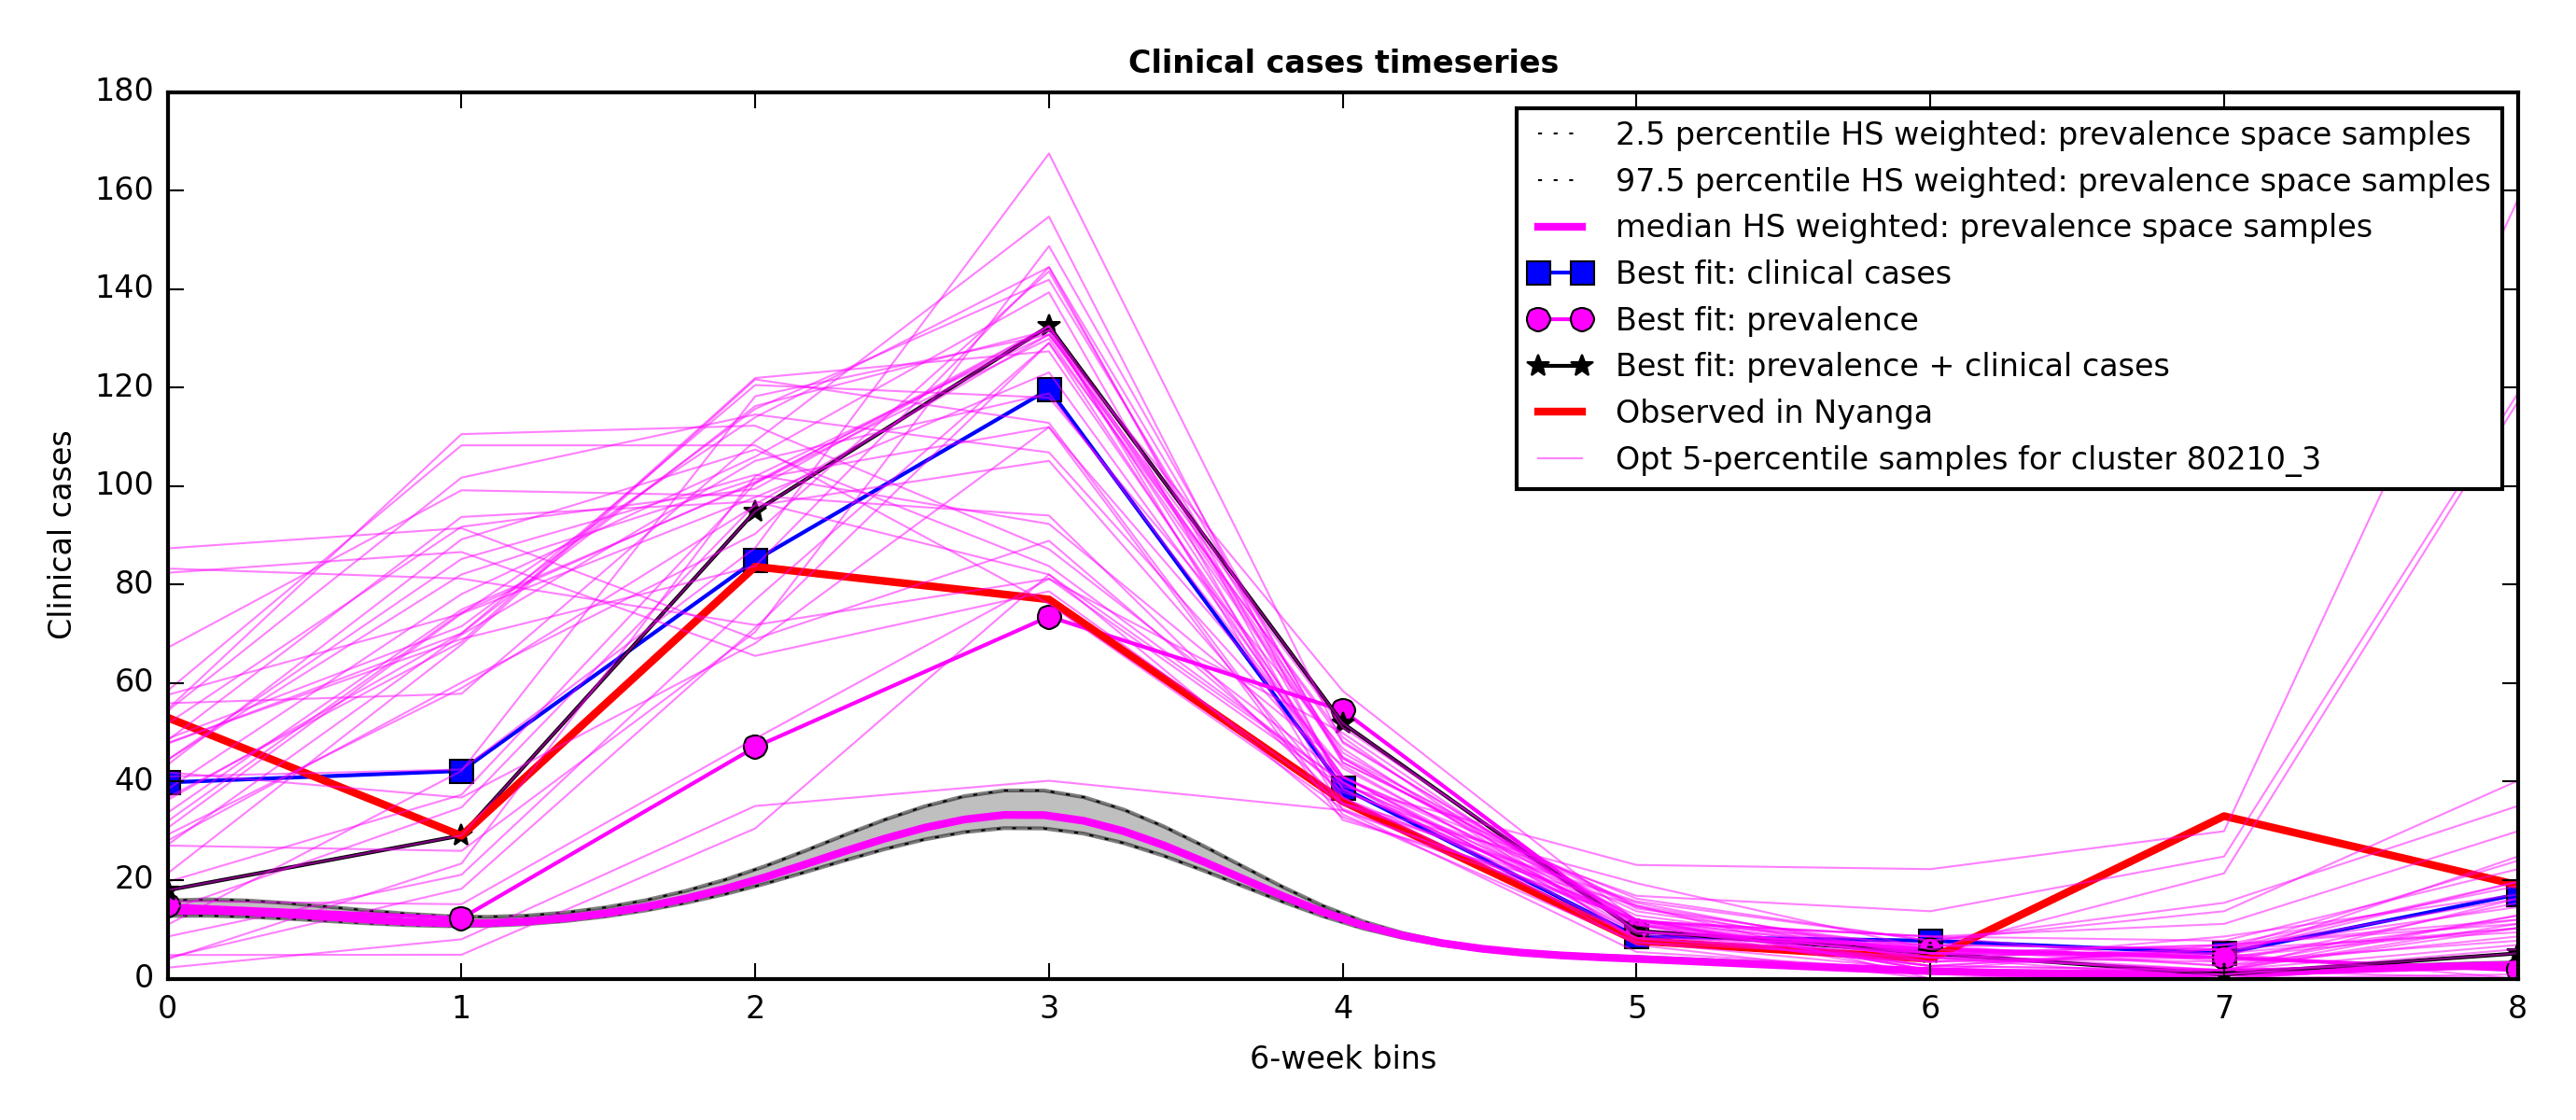 Clinical cases timeseries
180
160
140
120
100
80
60
40
20
0
Clinical cases
2.5 percentile HS weighted: prevalence space samples
97.5 percentile HS weighted: prevalence space samples
median HS weighted: prevalence space samples
Best fit: clinical cases
Best fit: prevalence
Best fit: prevalence + clinical cases
Observed in Nyanga
Opt 5-percentile samples for cluster 80210_3
0 1 2 3 4 5 6 7 8
6-week bins